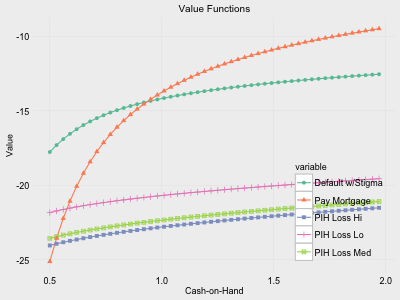 Value Functions
-10
-15
-20
-25
Value
0.5
1.0
1.5
2.0
Cash-on-Hand
variable
Default w/Stigma
Pay Mortgage
PIH Loss Hi
PIH Loss Lo
PIH Loss Med